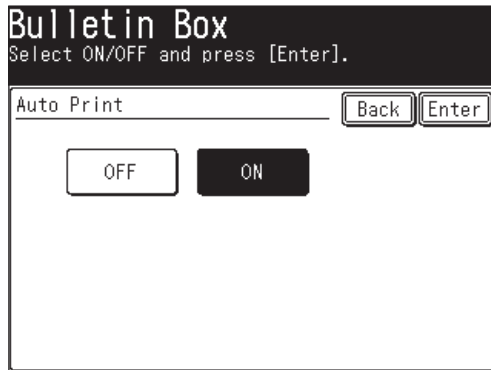 Bulletin Box
Select ON/OFF and press [Enter].
Auto Print Back Enter
OFF ON